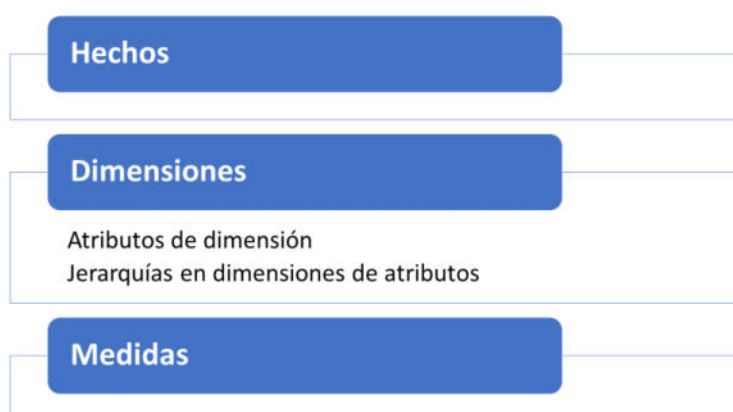 Hechos
Dimensiones
Atributos de dimensión
Jerarquías en dimensiones de atributos
Medidas